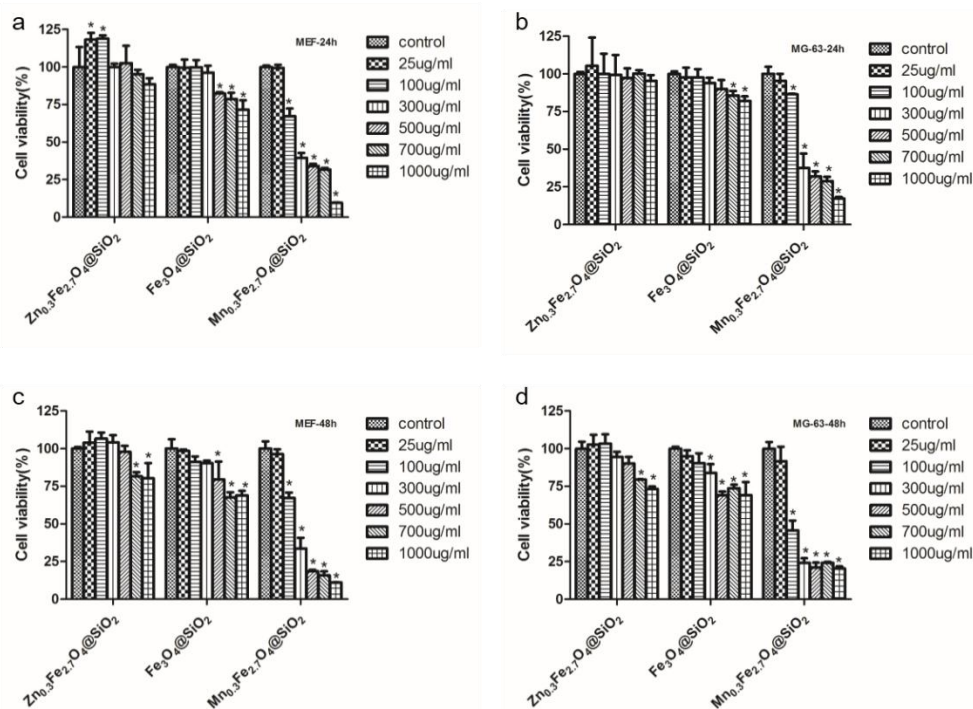 a
MEF-24h
Cell viability(%)
125
100
75
50
25
0
Zn0.3Fe2.7O4@SiO2
Fe3O4@SiO2
Mn0.3Fe2.7O4@SiO2
* * * * * * * * * *
control
25ug/ml
100ug/ml
300ug/ml
500ug/ml
700ug/ml
1000ug/ml
b
MG-63-24h
Cell viability(%)
125
100
75
50
25
0
Zn0.3Fe2.7O4@SiO2
Fe3O4@SiO2
Mn0.3Fe2.7O4@SiO2
* * * * * * *
control
25ug/ml
100ug/ml
300ug/ml
500ug/ml
700ug/ml
1000ug/ml
c
MEF-48h
Cell viability(%)
125
100
75
50
25
0
Zn0.3Fe2.7O4@SiO2
Fe3O4@SiO2
Mn0.3Fe2.7O4@SiO2
* * * * * * * * * *
control
25ug/ml
100ug/ml
300ug/ml
500ug/ml
700ug/ml
1000ug/ml
d
MG-63-48h
Cell viability(%)
125
100
75
50
25
0
Zn0.3Fe2.7O4@SiO2
Fe3O4@SiO2
Mn0.3Fe2.7O4@SiO2
* * * * * * * * * * *
control
25ug/ml
100ug/ml
300ug/ml
500ug/ml
700ug/ml
1000ug/ml